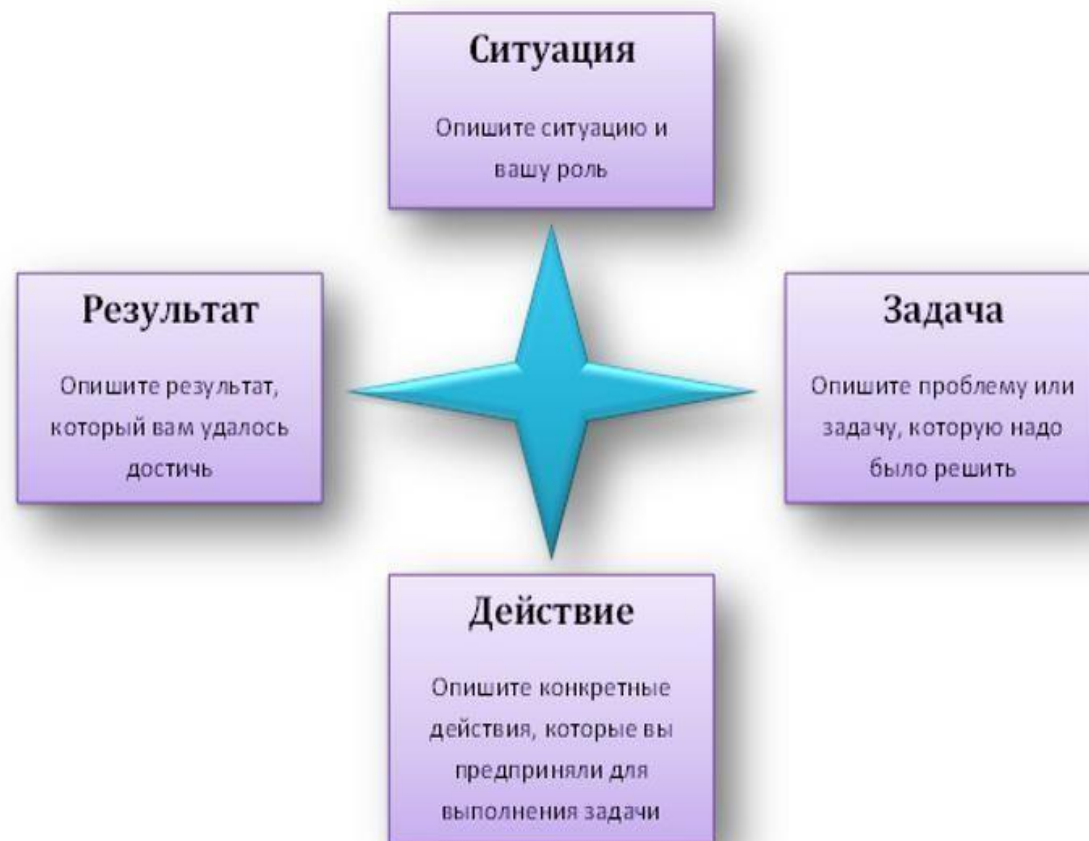 Ситуация
Опишите ситуацию и
вашу роль
Результат
Опишите результат,
который вам удалось
достичь
Задача
Опишите проблему или
задачу, которую надо
было решить
Действие
Опишите конкретные
действия, которые вы
предприняли для
выполнения задачи